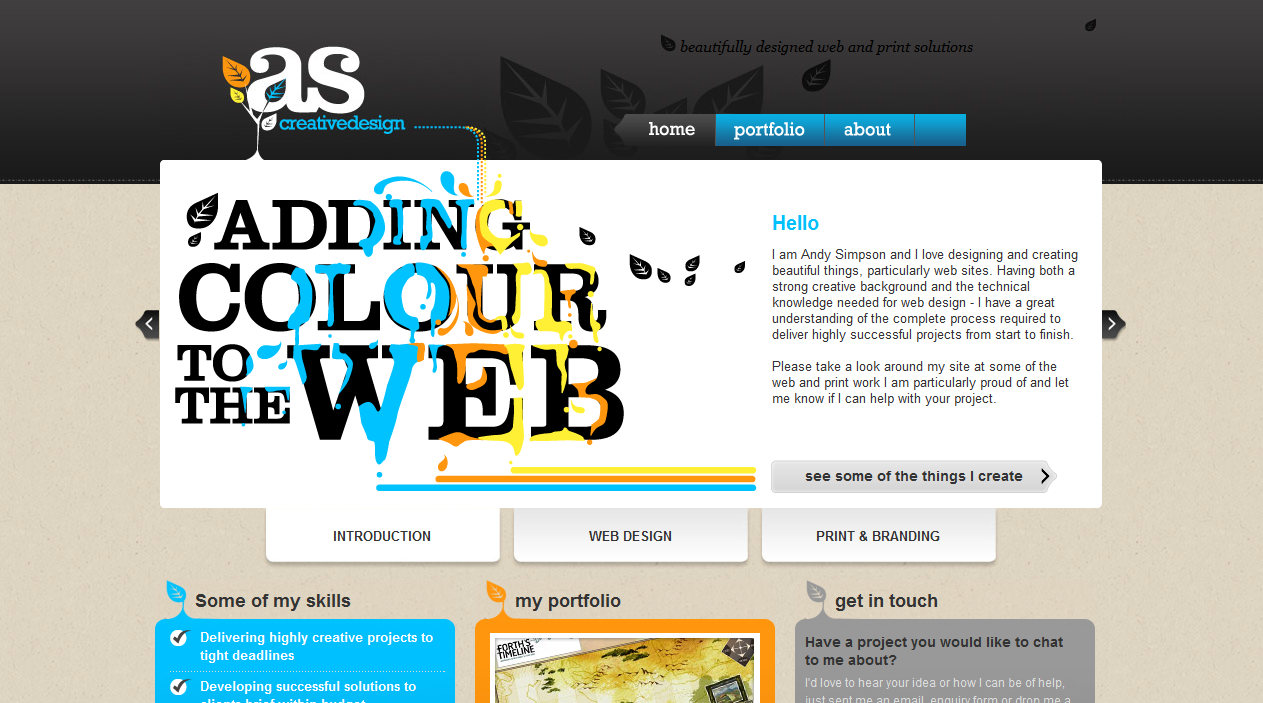 as
creativedesign
beautifully designed web and print solutions
home
portfolio
about
ADDING
COLOUR
TO
THE
WEB
Hello
I am Andy Simpson and I love designing and creating
beautiful things, particularly web sites. Having both a
strong creative background and the technical
knowledge needed for web design - I have a great
understanding of the complete process required to
deliver highly successful projects from start to finish.
Please take a look around my site at some of the
web and print work I am particularly proud of and let
me know if I can help with your project.
see some of the things I create
INTRODUCTION
WEB DESIGN
PRINT & BRANDING
Some of my skills
Delivering highly creative projects to
tight deadlines
Developing successful solutions to
clients brief within budget
my portfolio
FORTH'S
TIMELINE
get in touch
Have a project you would like to chat
to me about?
I'd love to hear your idea or how I can be of help,
just sent me an email, enquiry form or drop me a